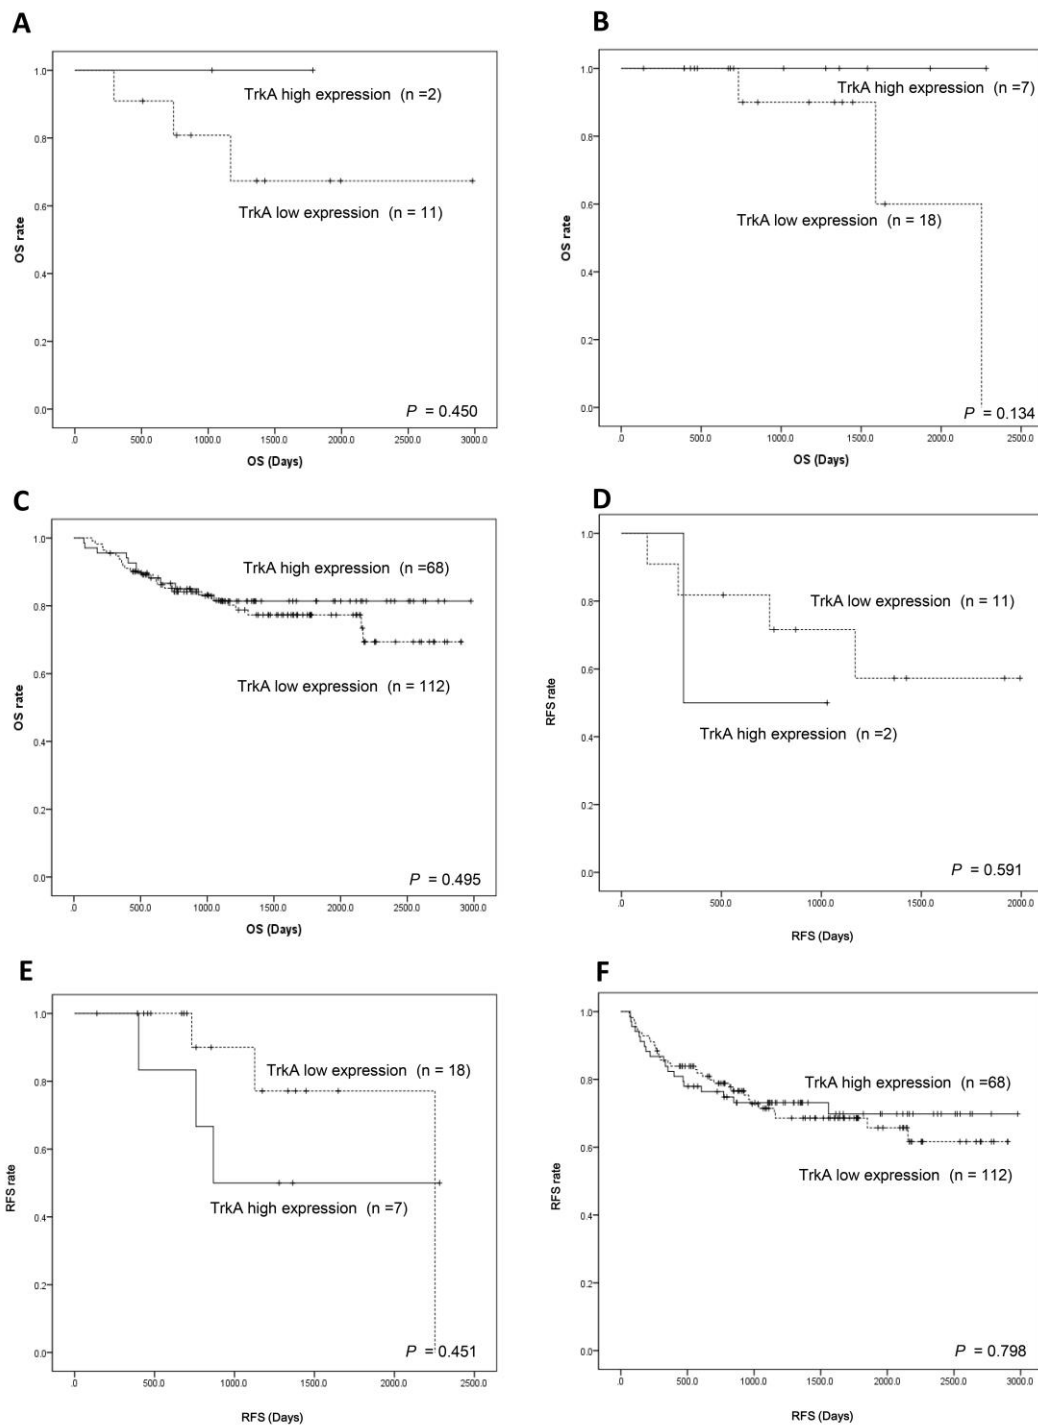 A
1.0
0.8
0.6
0.4
0.2
0.0
OS rate
TrkA high expression (n =2)
TrkA low expression (n = 11)
P = 0.450
.0 500.0 1000.0 1500.0 2000.0 2500.0 3000.0
OS (Days)
B
1.0
0.8
0.6
0.4
0.2
0.0
OS rate
TrkA high expression (n =7)
TrkA low expression (n = 18)
P = 0.134
.0 500.0 1000.0 1500.0 2000.0 2500.0
OS (Days)
C
1.0
0.8
0.6
0.4
0.2
0.0
OS rate
TrkA high expression (n =68)
TrkA low expression (n = 112)
P = 0.495
.0 500.0 1000.0 1500.0 2000.0 2500.0 3000.0
OS (Days)
D
1.0
0.8
0.6
0.4
0.2
0.0
RFS rate
TrkA low expression (n = 11)
TrkA high expression (n =2)
P = 0.591
.0 500.0 1000.0 1500.0 2000.0
RFS (Days)
E
1.0
0.8
0.6
0.4
0.2
0.0
RFS rate
TrkA low expression (n = 18)
TrkA high expression (n =7)
P = 0.451
.0 500.0 1000.0 1500.0 2000.0 2500.0
RFS (Days)
F
1.0
0.8
0.6
0.4
0.2
0.0
RFS rate
TrkA high expression (n =68)
TrkA low expression (n = 112)
P = 0.798
.0 500.0 1000.0 1500.0 2000.0 2500.0 3000.0
RFS (Days)